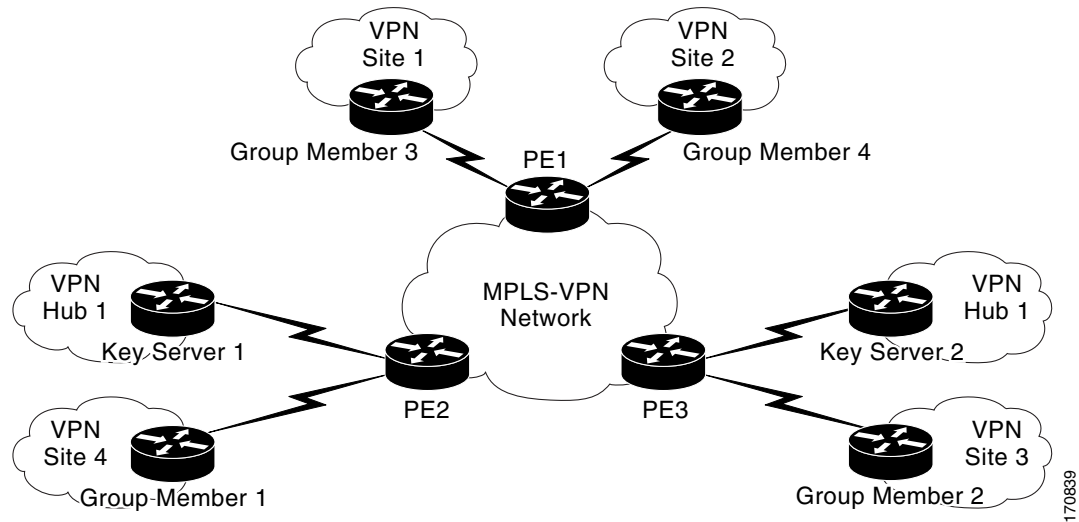 VPN
Site 1
VPN
Site 2
Group Member 3
PE1
Group Member 4
MPLS-VPN
Network
VPN
Hub 1
Key Server 1
VPN
Hub 1
Key Server 2
PE2
PE3
VPN
Site 4
Group Member 1
VPN
Site 3
Group Member 2
170839